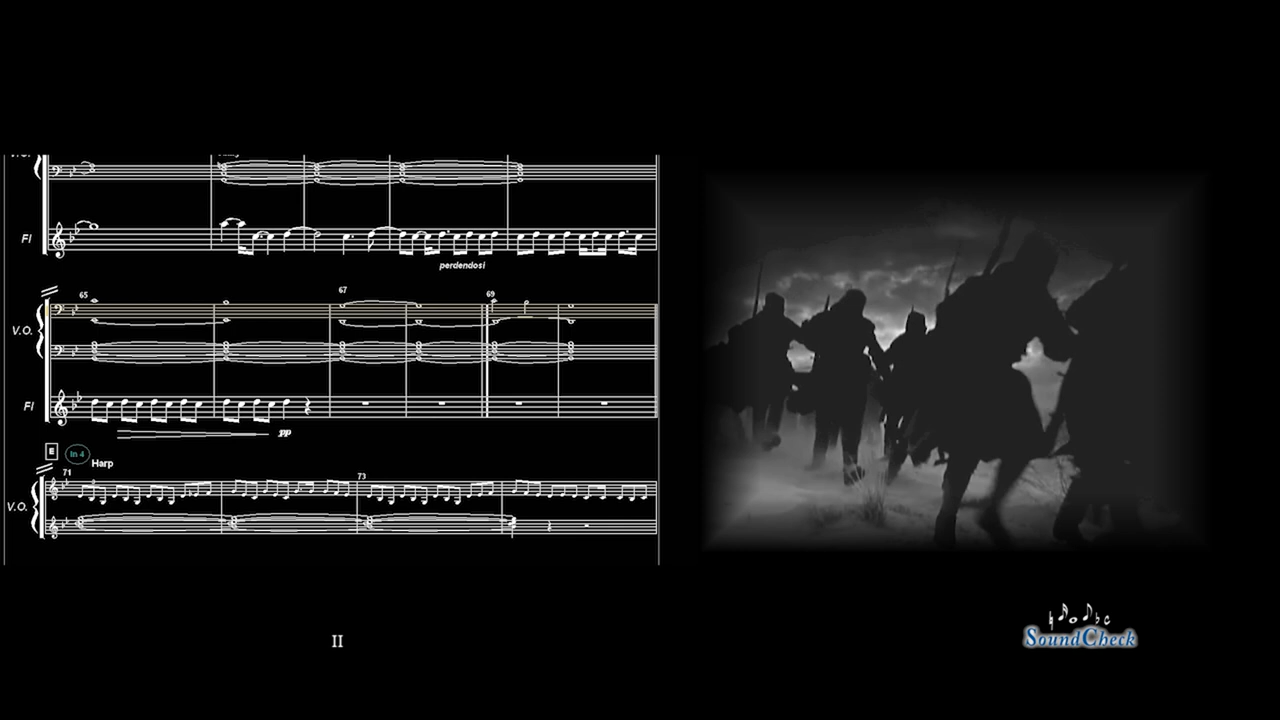 Fl
perdendosi
65 67 69
V.O.
Fl
pp
E In 4 Harp
71 73
V.O.
II
SoundCheck